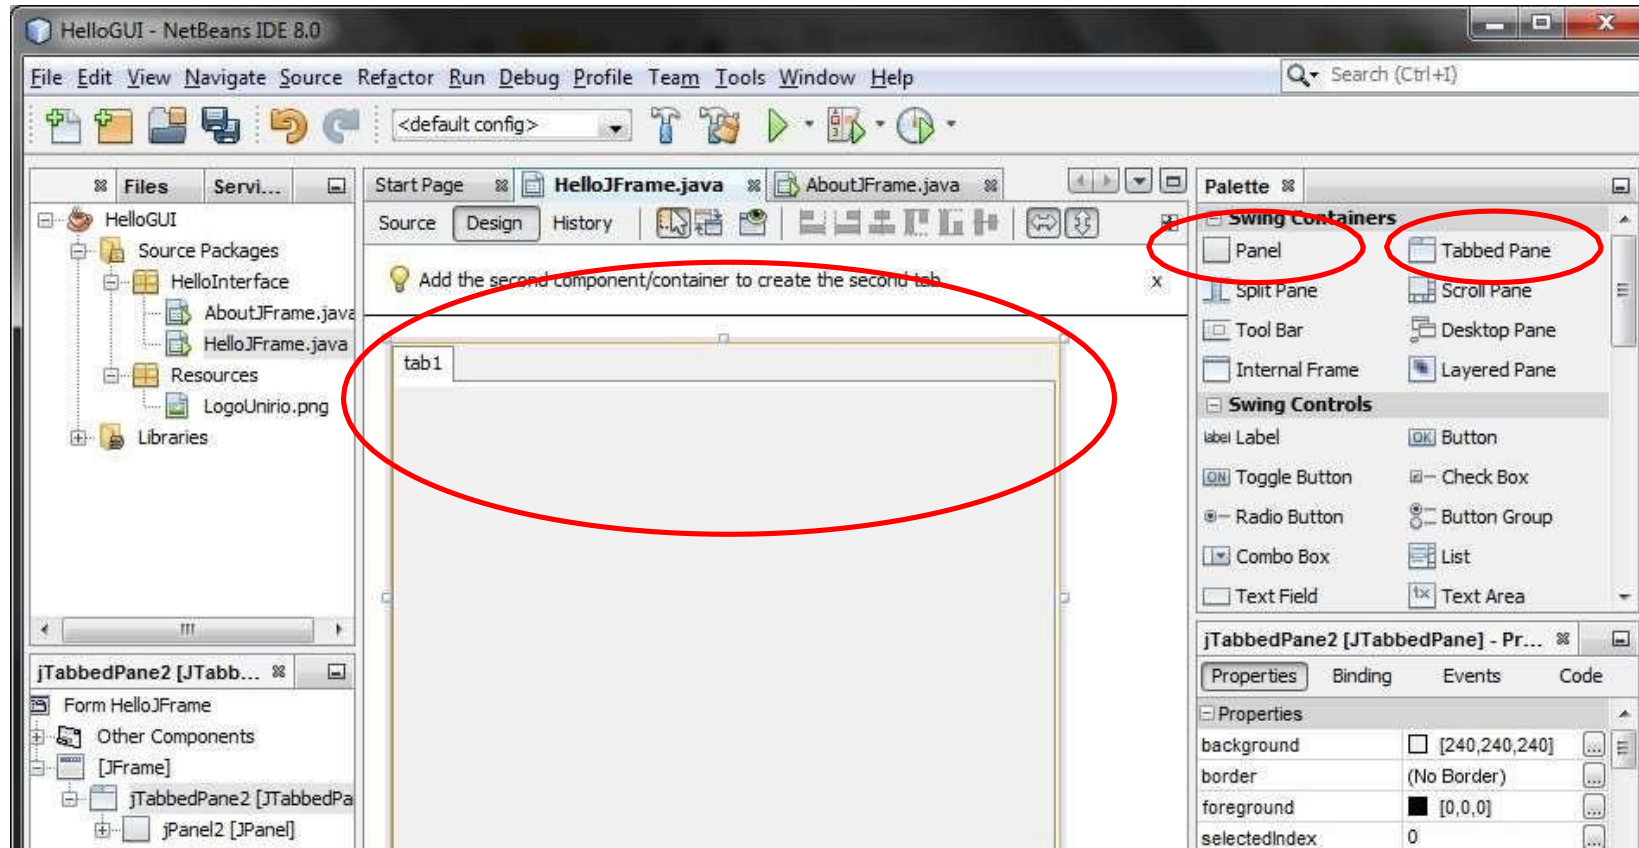 HelloGUI - NetBeans IDE 8.0
File Edit View Navigate Source Refactor Run Debug Profile Team Tools Window Help
Search (Ctrl+I)
<default config>
Files Servi...
HelloGUI
Source Packages
HelloInterface
AboutJFrame.java
HelloJFrame.java
Resources
LogoUnirio.png
Libraries
jTabbedPane2 [JTabb...
Form HelloJFrame
Other Components
[JFrame]
jTabbedPane2 [JTabbedPa
jPanel2 [JPanel]
Start Page HelloJFrame.java AboutJFrame.java
Source Design History
Add the second component/container to create the second tab
x
tab1
Palette
Swing Containers
Panel Tabbed Pane
Split Pane Scroll Pane
Tool Bar Desktop Pane
Internal Frame Layered Pane
Swing Controls
label Label OK Button
ON Toggle Button Check Box
Radio Button Button Group
Combo Box List
Text Field Text Area
jTabbedPane2 [JTabbedPane] - Pr...
Properties Binding Events Code
Properties
background [240,240,240] ...
border (No Border) ...
foreground [0,0,0] ...
selectedIndex 0 ...